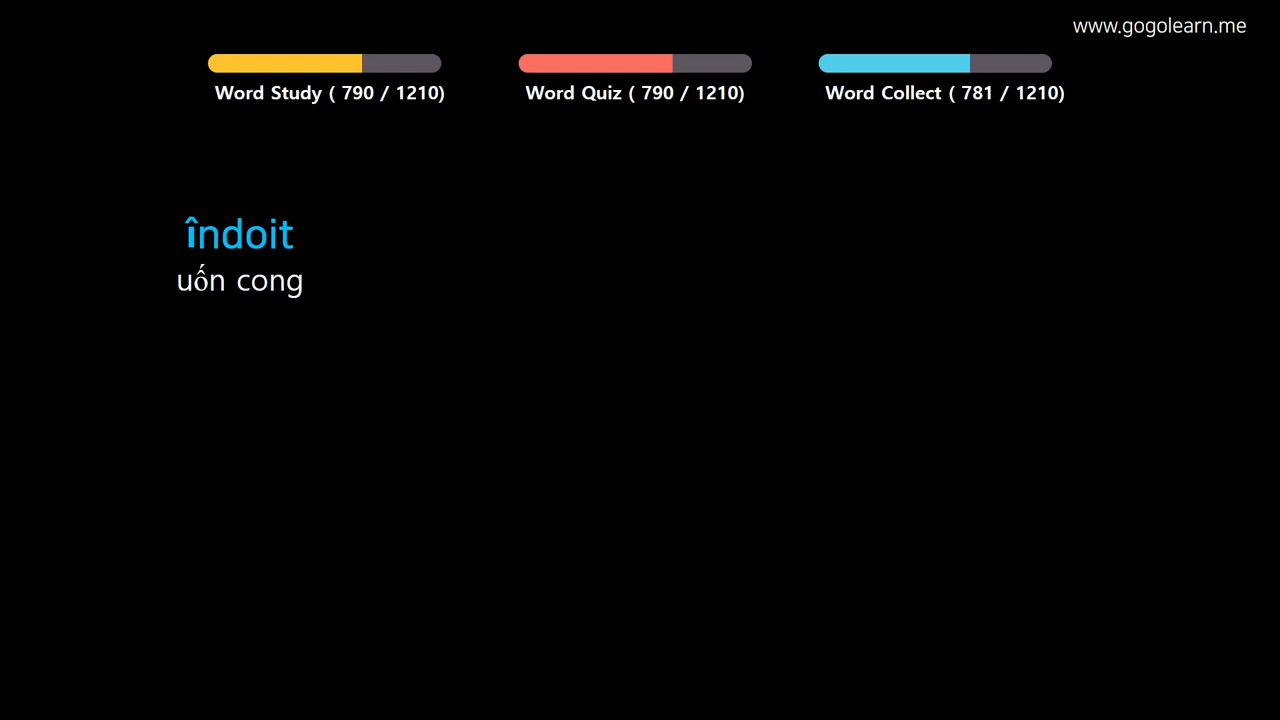 www.gogolearn.me
Word Study ( 790 / 1210)
Word Quiz ( 790 / 1210)
Word Collect ( 781 / 1210)
îndoit
uốn cong